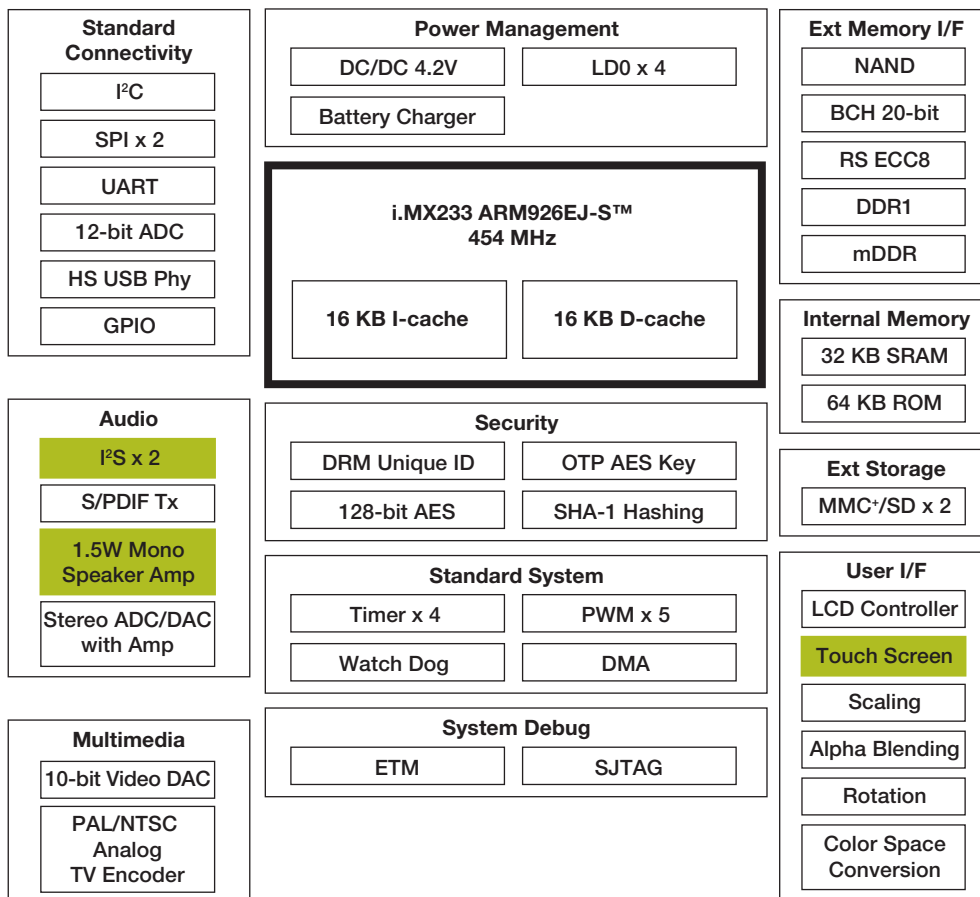 Standard
Connectivity
I²C
SPI x 2
UART
12-bit ADC
HS USB Phy
GPIO
Audio
I²S x 2
S/PDIF Tx
1.5W Mono
Speaker Amp
Stereo ADC/DAC
with Amp
Multimedia
10-bit Video DAC
PAL/NTSC
Analog
TV Encoder
Power Management
DC/DC 4.2V
LD0 x 4
Battery Charger
i.MX233 ARM926EJ-S™
454 MHz
16 KB I-cache
16 KB D-cache
Security
DRM Unique ID
OTP AES Key
128-bit AES
SHA-1 Hashing
Standard System
Timer x 4
PWM x 5
Watch Dog
DMA
System Debug
ETM
SJTAG
Ext Memory I/F
NAND
BCH 20-bit
RS ECC8
DDR1
mDDR
Internal Memory
32 KB SRAM
64 KB ROM
Ext Storage
MMC⁺/SD x 2
User I/F
LCD Controller
Touch Screen
Scaling
Alpha Blending
Rotation
Color Space
Conversion